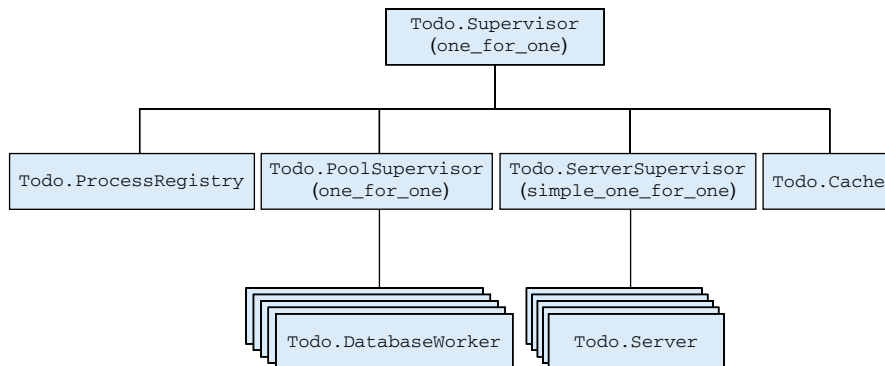 Todo.Supervisor
(one_for_one)
Todo.ProcessRegistry
Todo.PoolSupervisor
(one_for_one)
Todo.ServerSupervisor
(simple_one_for_one)
Todo.Cache
Todo.DatabaseWorker
Todo.Server